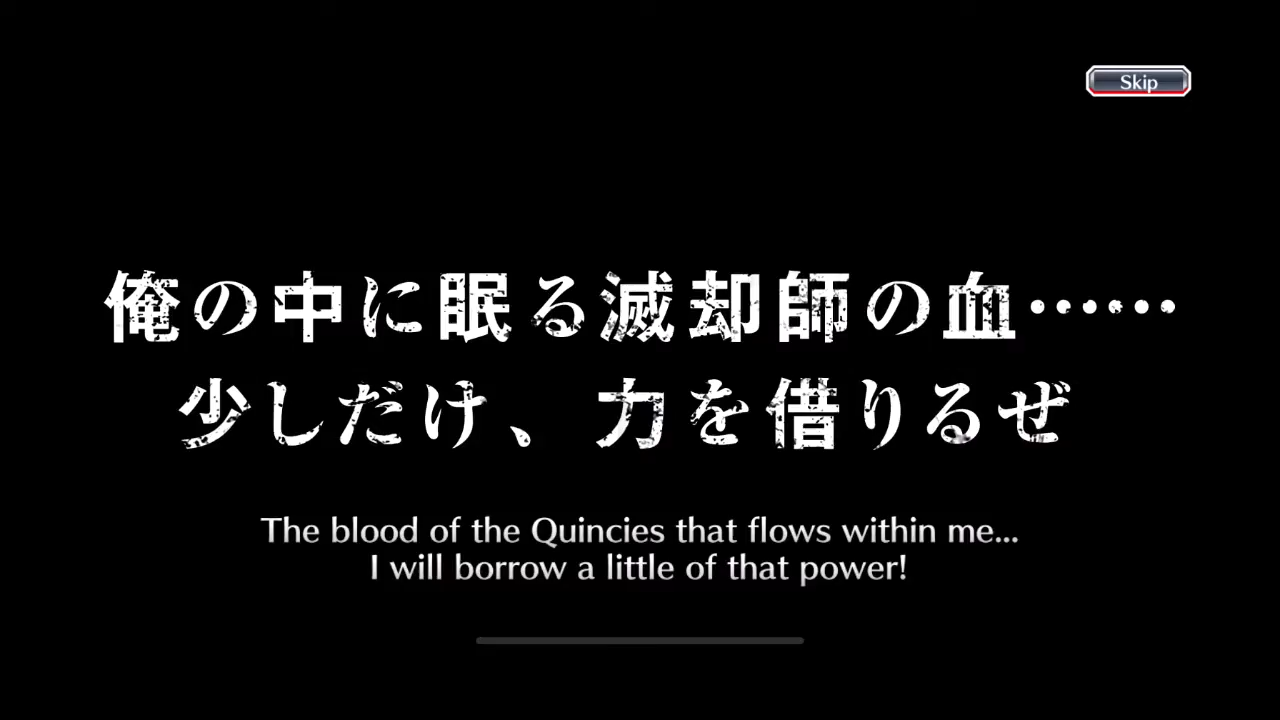 Skip
俺の中に眠る滅却師の血……
少しだけ、力を借りるぜ
The blood of the Quincies that flows within me...
I will borrow a little of that power!